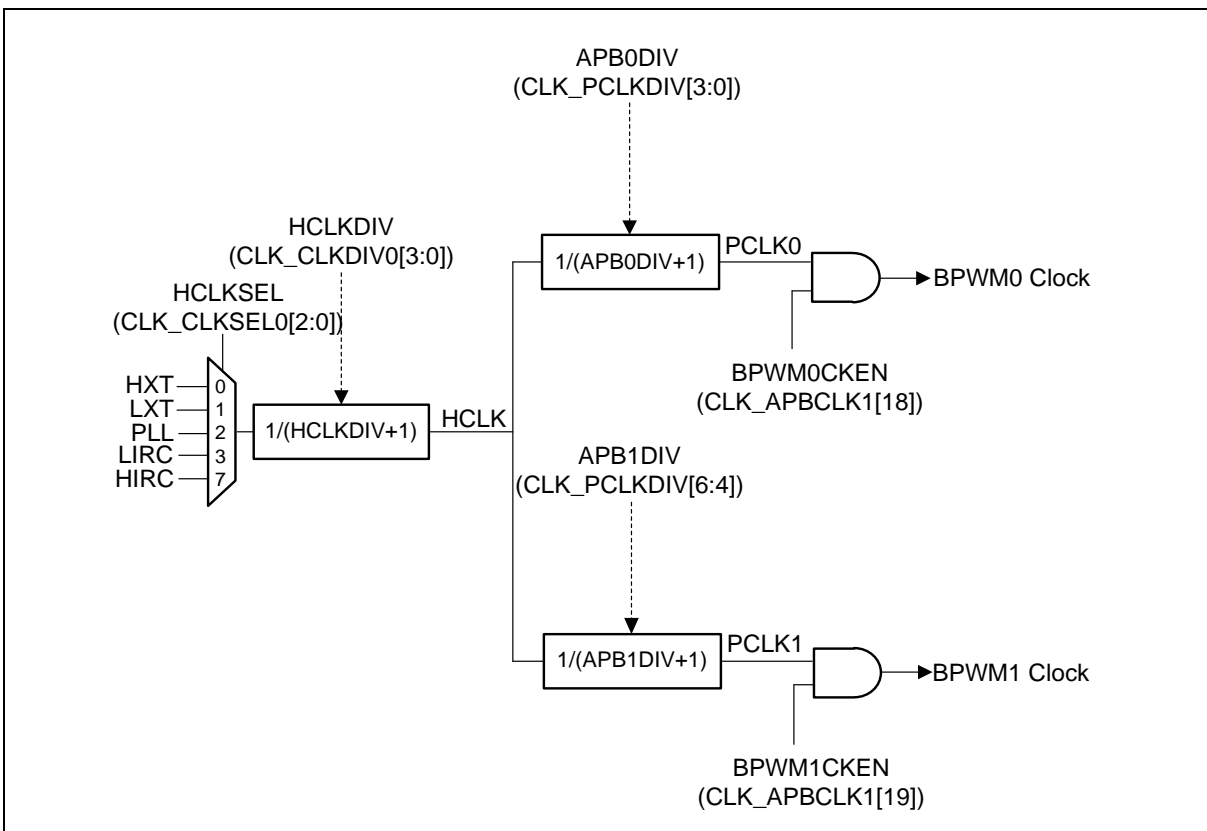 APB0DIV
(CLK_PCLKDIV[3:0])
HCLKDIV
(CLK_CLKDIV0[3:0])
HCLKSEL
(CLK_CLKSEL0[2:0])
1/(APB0DIV+1)
PCLK0
BPWM0 Clock
BPWM0CKEN
(CLK_APBCLK1[18])
HXT
0
LXT
1
PLL
2
LIRC
3
HIRC
7
1/(HCLKDIV+1)
HCLK
APB1DIV
(CLK_PCLKDIV[6:4])
1/(APB1DIV+1)
PCLK1
BPWM1 Clock
BPWM1CKEN
(CLK_APBCLK1[19])